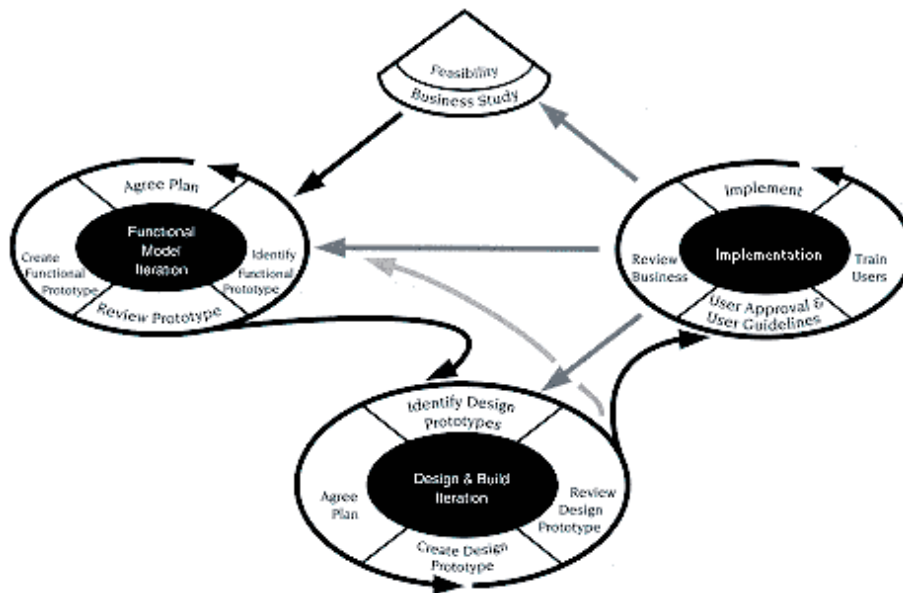 Feasibility
Business Study
Agree Plan
Functional
Model
Iteration
Create
Functional
Prototype
Identify
Functional
Prototype
Review Prototype
Implement
Implementation
Review
Business
Train
Users
User Approval &
User Guidelines
Identify Design
Prototypes
Design & Build
Iteration
Agree
Plan
Review
Design
Prototype
Create Design
Prototype